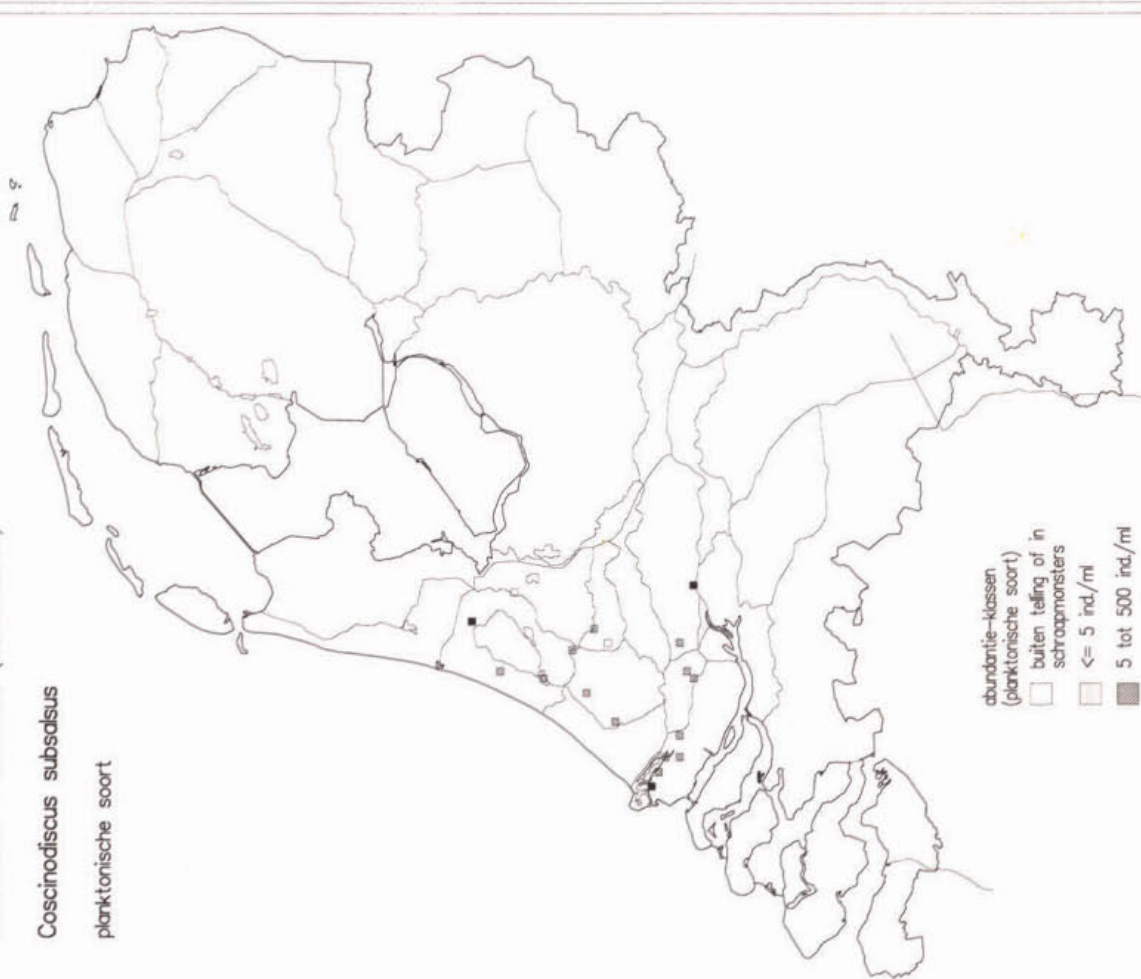 Coscinodiscus subsalsus
planktonische soort
abundantie-klassen
(planktonische soort)
buiten telling of in
schraapmonsters
<= 5 ind./ml
5 tot 500 ind./ml